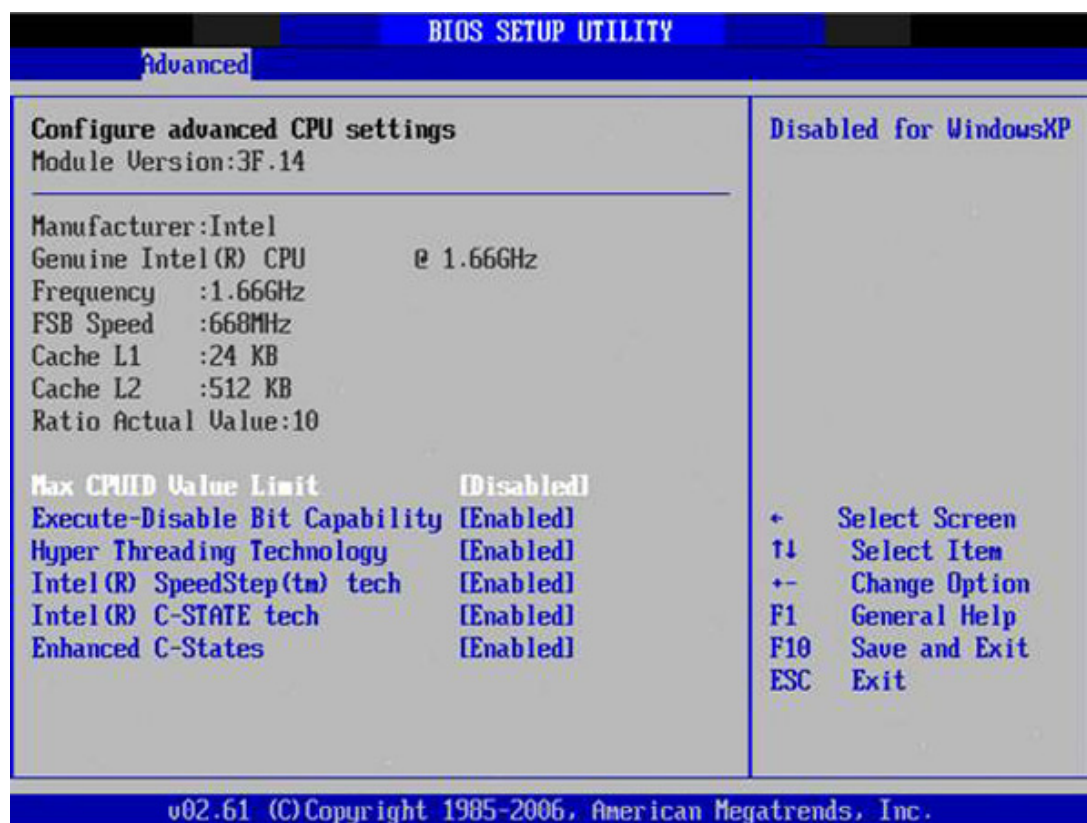 BIOS SETUP UTILITY
Advanced
Configure advanced CPU settings
Module Version:3F.14
Manufacturer:Intel
Genuine Intel(R) CPU @ 1.66GHz
Frequency :1.66GHz
FSB Speed :668MHz
Cache L1 :24 KB
Cache L2 :512 KB
Ratio Actual Value:10
Max CPUID Value Limit [Disabled]
Execute-Disable Bit Capability [Enabled]
Hyper Threading Technology [Enabled]
Intel(R) SpeedStep(tm) tech [Enabled]
Intel(R) C-STATE tech [Enabled]
Enhanced C-States [Enabled]
Disabled for WindowsXP
← Select Screen
↑↓ Select Item
+- Change Option
F1 General Help
F10 Save and Exit
ESC Exit
v02.61 (C)Copyright 1985-2006, American Megatrends, Inc.